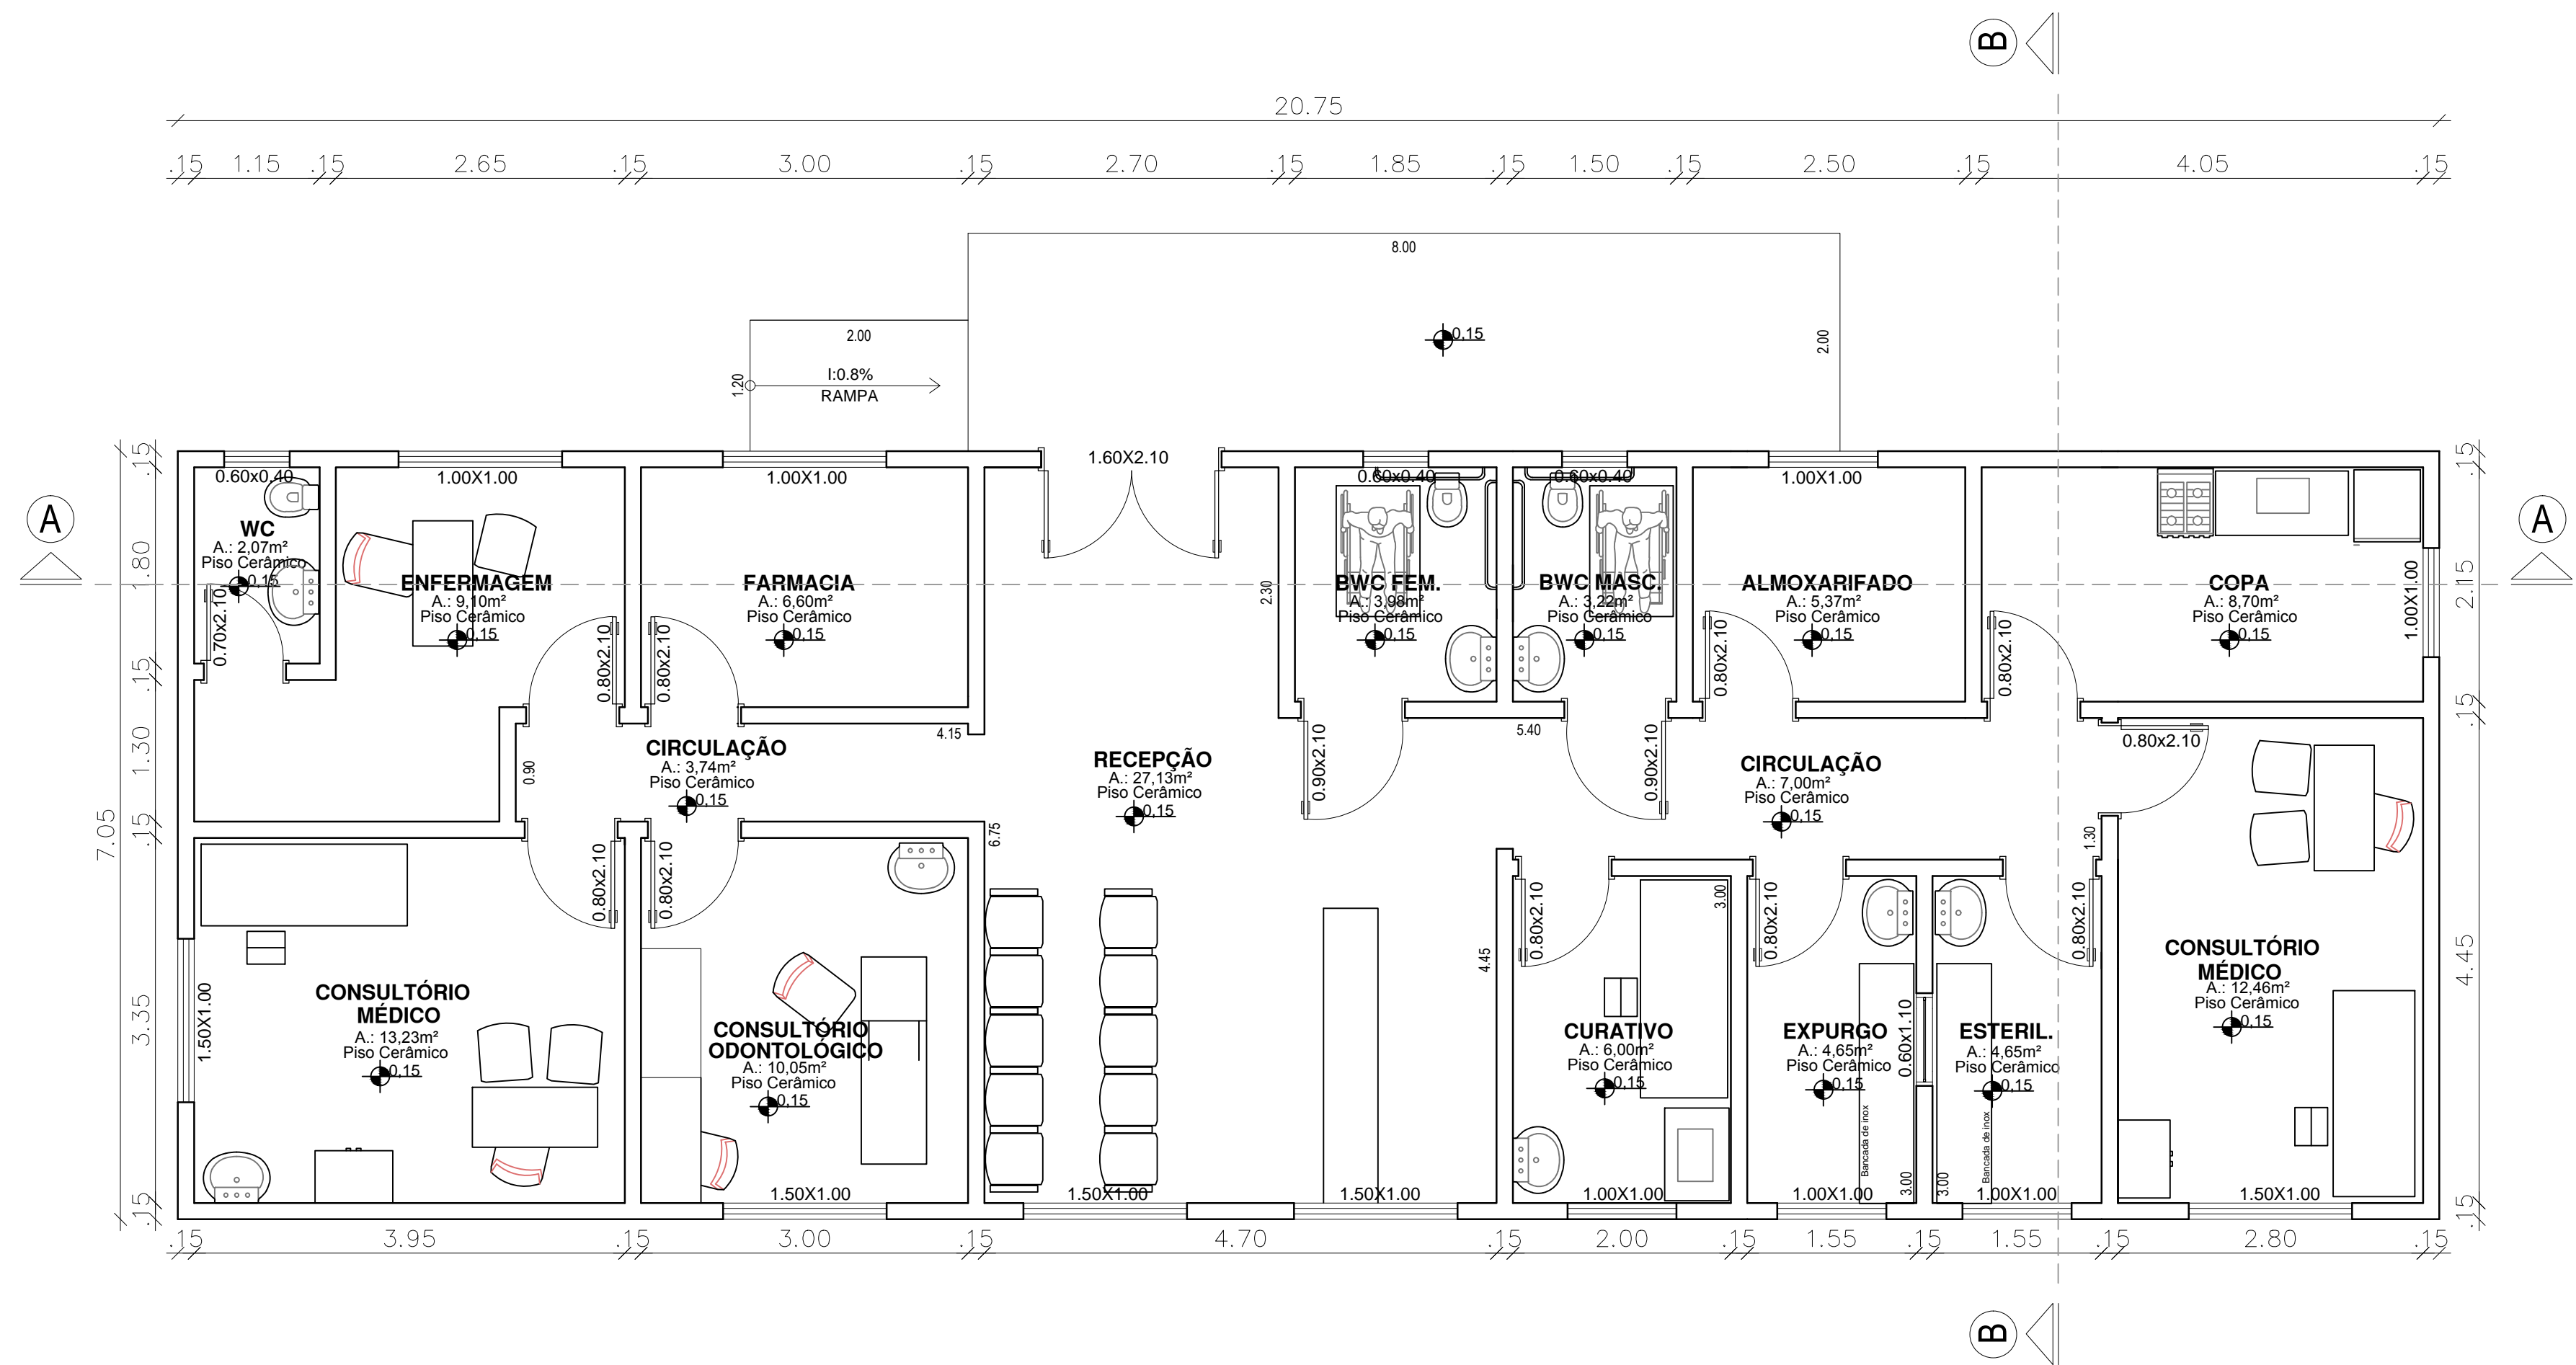 B
20.75
.15 1.15 .15 2.65 .15 3.00 .15 2.70 .15 1.85 .15 1.50 .15 2.50 .15 4.05 .15
8.00
2.00
1.20
I:0.8%
RAMPA
0,15
2.00
A
A
7.05
.15
1.80
.15
1.30
.15
3.35
.15
0.60x0.40
WC
A.: 2,07m²
Piso Cerâmico
0,15
0.70x2.10
1.00X1.00
ENFERMAGEM
A.: 9,10m²
Piso Cerâmico
0,15
0.80x2.10
1.00X1.00
FARMACIA
A.: 6,60m²
Piso Cerâmico
0,15
0.80x2.10
1.60X2.10
2.30
0.60x0.40
BWC FEM.
A.: 3,98m²
Piso Cerâmico
0,15
0.90x2.10
0.60x0.40
BWC MASC.
A.: 3,22m²
Piso Cerâmico
0,15
0.90x2.10
1.00X1.00
ALMOXARIFADO
A.: 5,37m²
Piso Cerâmico
0,15
0.80x2.10
0.80x2.10
COPA
A.: 8,70m²
Piso Cerâmico
0,15
1.00X1.00
.15
2.15
.15
4.45
.15
0.90
CIRCULAÇÃO
A.: 3,74m²
Piso Cerâmico
0,15
4.15
RECEPÇÃO
A.: 27,13m²
Piso Cerâmico
0,15
6.75
5.40
CIRCULAÇÃO
A.: 7,00m²
Piso Cerâmico
0,15
1.30
0.80x2.10
1.50X1.00
CONSULTÓRIO
MÉDICO
A.: 13,23m²
Piso Cerâmico
0,15
0.80x2.10
0.80x2.10
CONSULTÓRIO
ODONTOLÓGICO
A.: 10,05m²
Piso Cerâmico
0,15
1.50X1.00
1.50X1.00
1.50X1.00
4.45
0.80x2.10
3.00
CURATIVO
A.: 6,00m²
Piso Cerâmico
0,15
1.00X1.00
0.80x2.10
EXPURGO
A.: 4,65m²
Piso Cerâmico
0,15
Bancada de inox
3.00
1.00X1.00
0.60x1.10
0.80x2.10
ESTERIL.
A.: 4,65m²
Piso Cerâmico
0,15
Bancada de inox
3.00
1.00X1.00
CONSULTÓRIO
MÉDICO
A.: 12,46m²
Piso Cerâmico
0,15
1.50X1.00
.15 3.95 .15 3.00 .15 4.70 .15 2.00 .15 1.55 .15 1.55 .15 2.80 .15
B